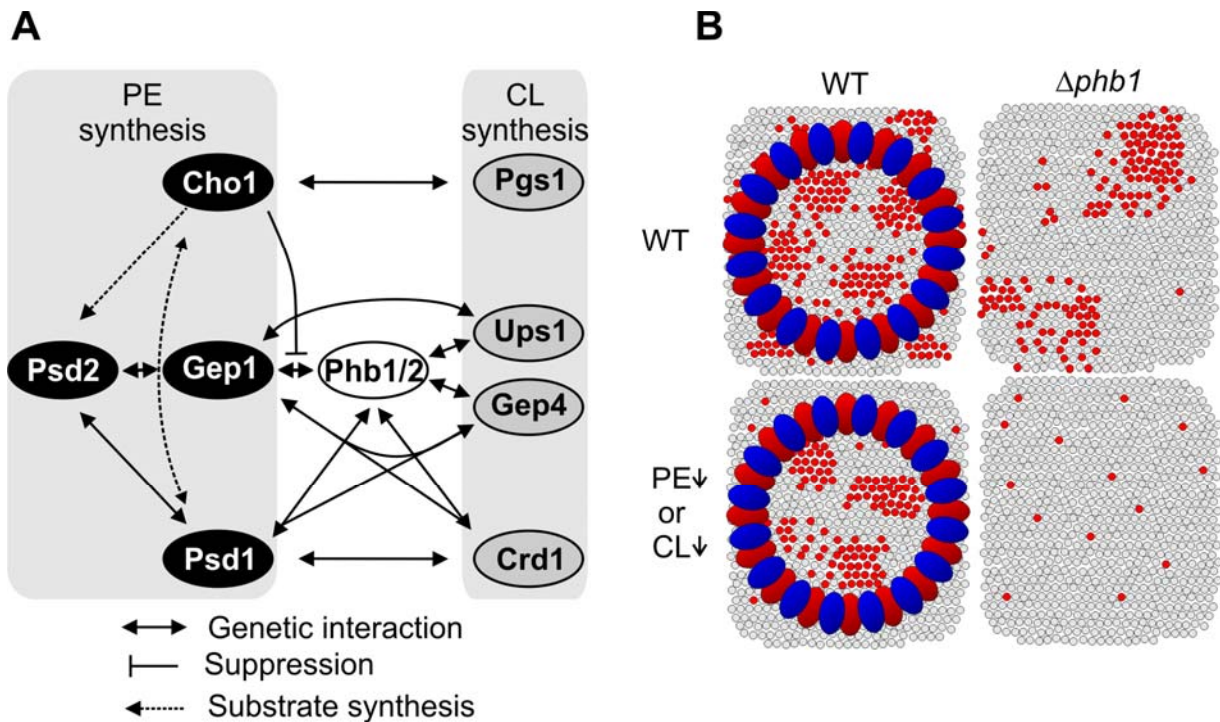 A
PE
synthesis
CL
synthesis
Cho1
Pgs1
Ups1
Psd2
Gep1
Phb1/2
Gep4
Psd1
Crd1
Genetic interaction
Suppression
Substrate synthesis
B
WT
Δphb1
WT
PE↓
or
CL↓